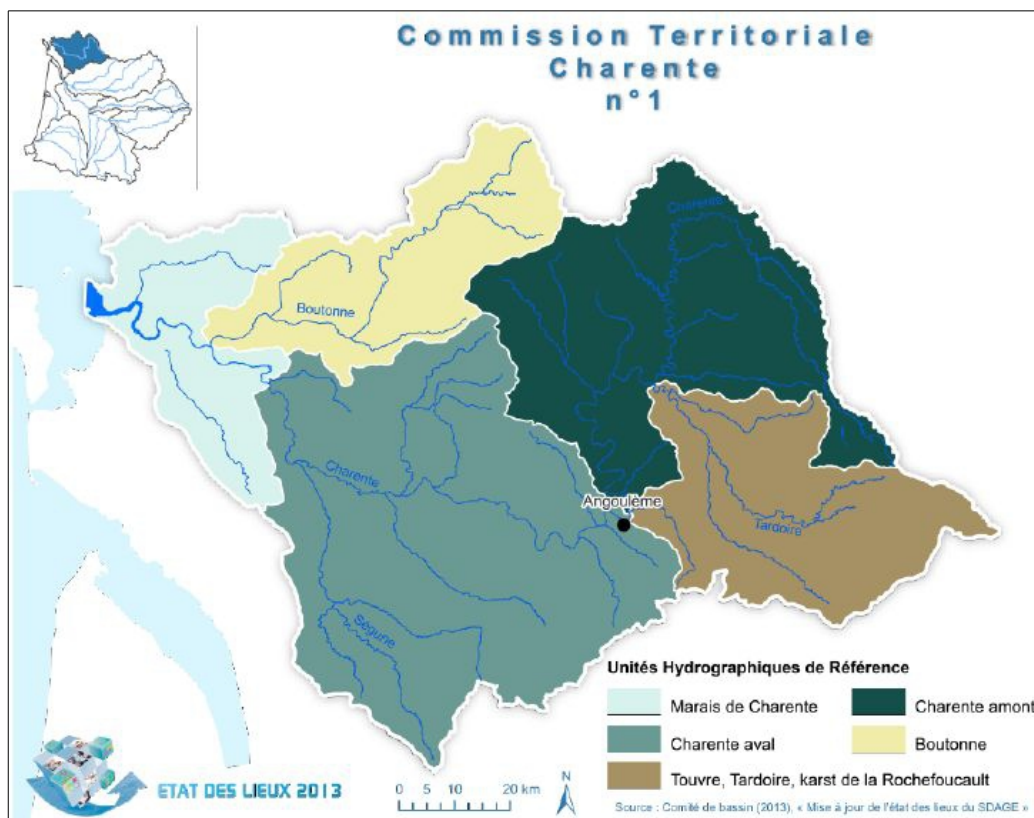 Commission Territoriale
Charente
n°1
Charente
Boutonne
Charente
Angoulème
Tardoire
Ségune
Unités Hydrographiques de Référence
Marais de Charente
Charente amont
Charente aval
Boutonne
Touvre, Tardoire, karst de la Rochefoucault
ETAT DES LIEUX 2013
0 5 10 20 km
N
Source : Comité de bassin (2013), « Mise à jour de l'état des lieux du SDAGE »